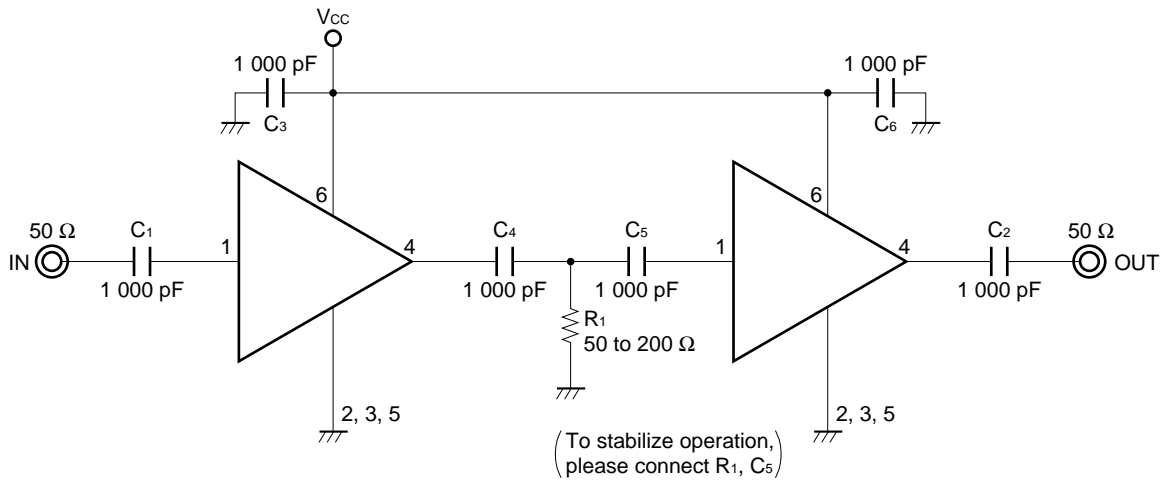 VCC
1 000 pF
1 000 pF
C3
C6
6
6
50 Ω
C1
1
4
C4
C5
1
4
C2
50 Ω
IN
OUT
1 000 pF
1 000 pF
1 000 pF
1 000 pF
R1
50 to 200 Ω
2, 3, 5
2, 3, 5
(To stabilize operation,
please connect R1, C5)